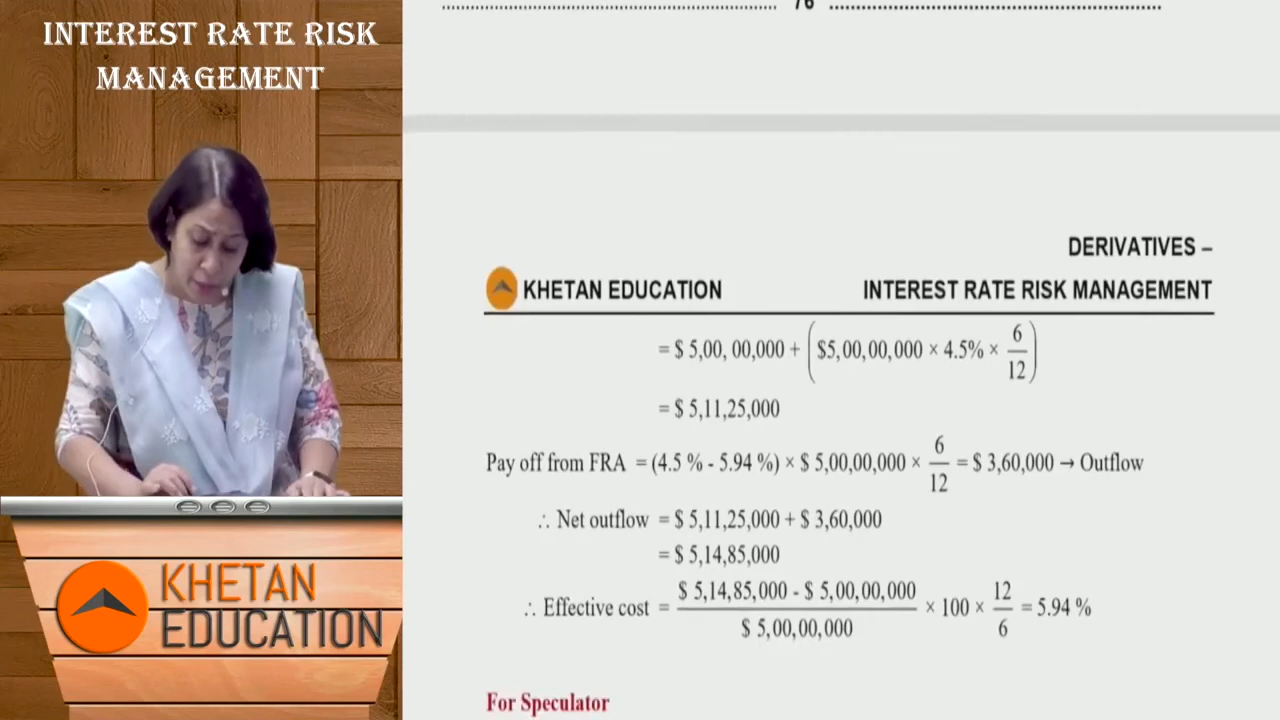 INTEREST RATE RISK
MANAGEMENT
76
DERIVATIVES –
KHETAN EDUCATION INTEREST RATE RISK MANAGEMENT
= $ 5,00, 00,000 + ( $5,00,00,000 × 4.5% × 6/12 )
= $ 5,11,25,000
Pay off from FRA = (4.5 % - 5.94 %) × $ 5,00,00,000 × 6/12 = $ 3,60,000 → Outflow
∴ Net outflow = $ 5,11,25,000 + $ 3,60,000
= $ 5,14,85,000
∴ Effective cost = $ 5,14,85,000 - $ 5,00,00,000 / $ 5,00,00,000 × 100 × 12/6 = 5.94 %
For Speculator
KHETAN
EDUCATION